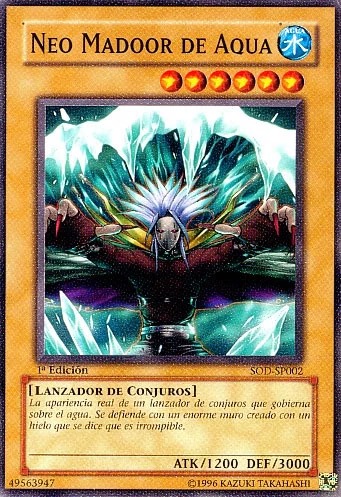 NEO MADOOR DE AQUA
AGUA
水
1ª Edición
SOD-SP002
[LANZADOR DE CONJUROS]
La apariencia real de un lanzador de conjuros que gobierna
sobre el agua. Se defiende con un enorme muro creado con un
hielo que se dice que es irrompible.
ATK/1200 DEF/3000
49563947
©1996 KAZUKI TAKAHASHI